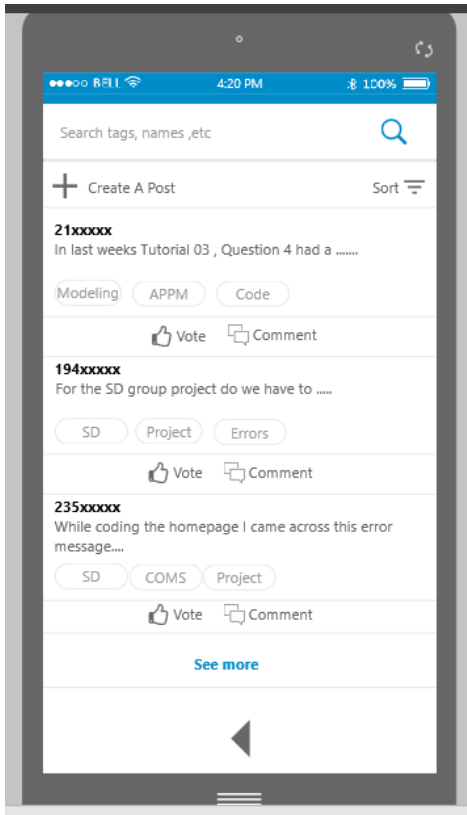 BELL 4:20 PM 100%
Search tags, names ,etc
Create A Post Sort
21xxxxx
In last weeks Tutorial 03 , Question 4 had a .......
Modeling APPM Code
Vote Comment
194xxxxx
For the SD group project do we have to .....
SD Project Errors
Vote Comment
235xxxxx
While coding the homepage I came across this error
message....
SD COMS Project
Vote Comment
See more